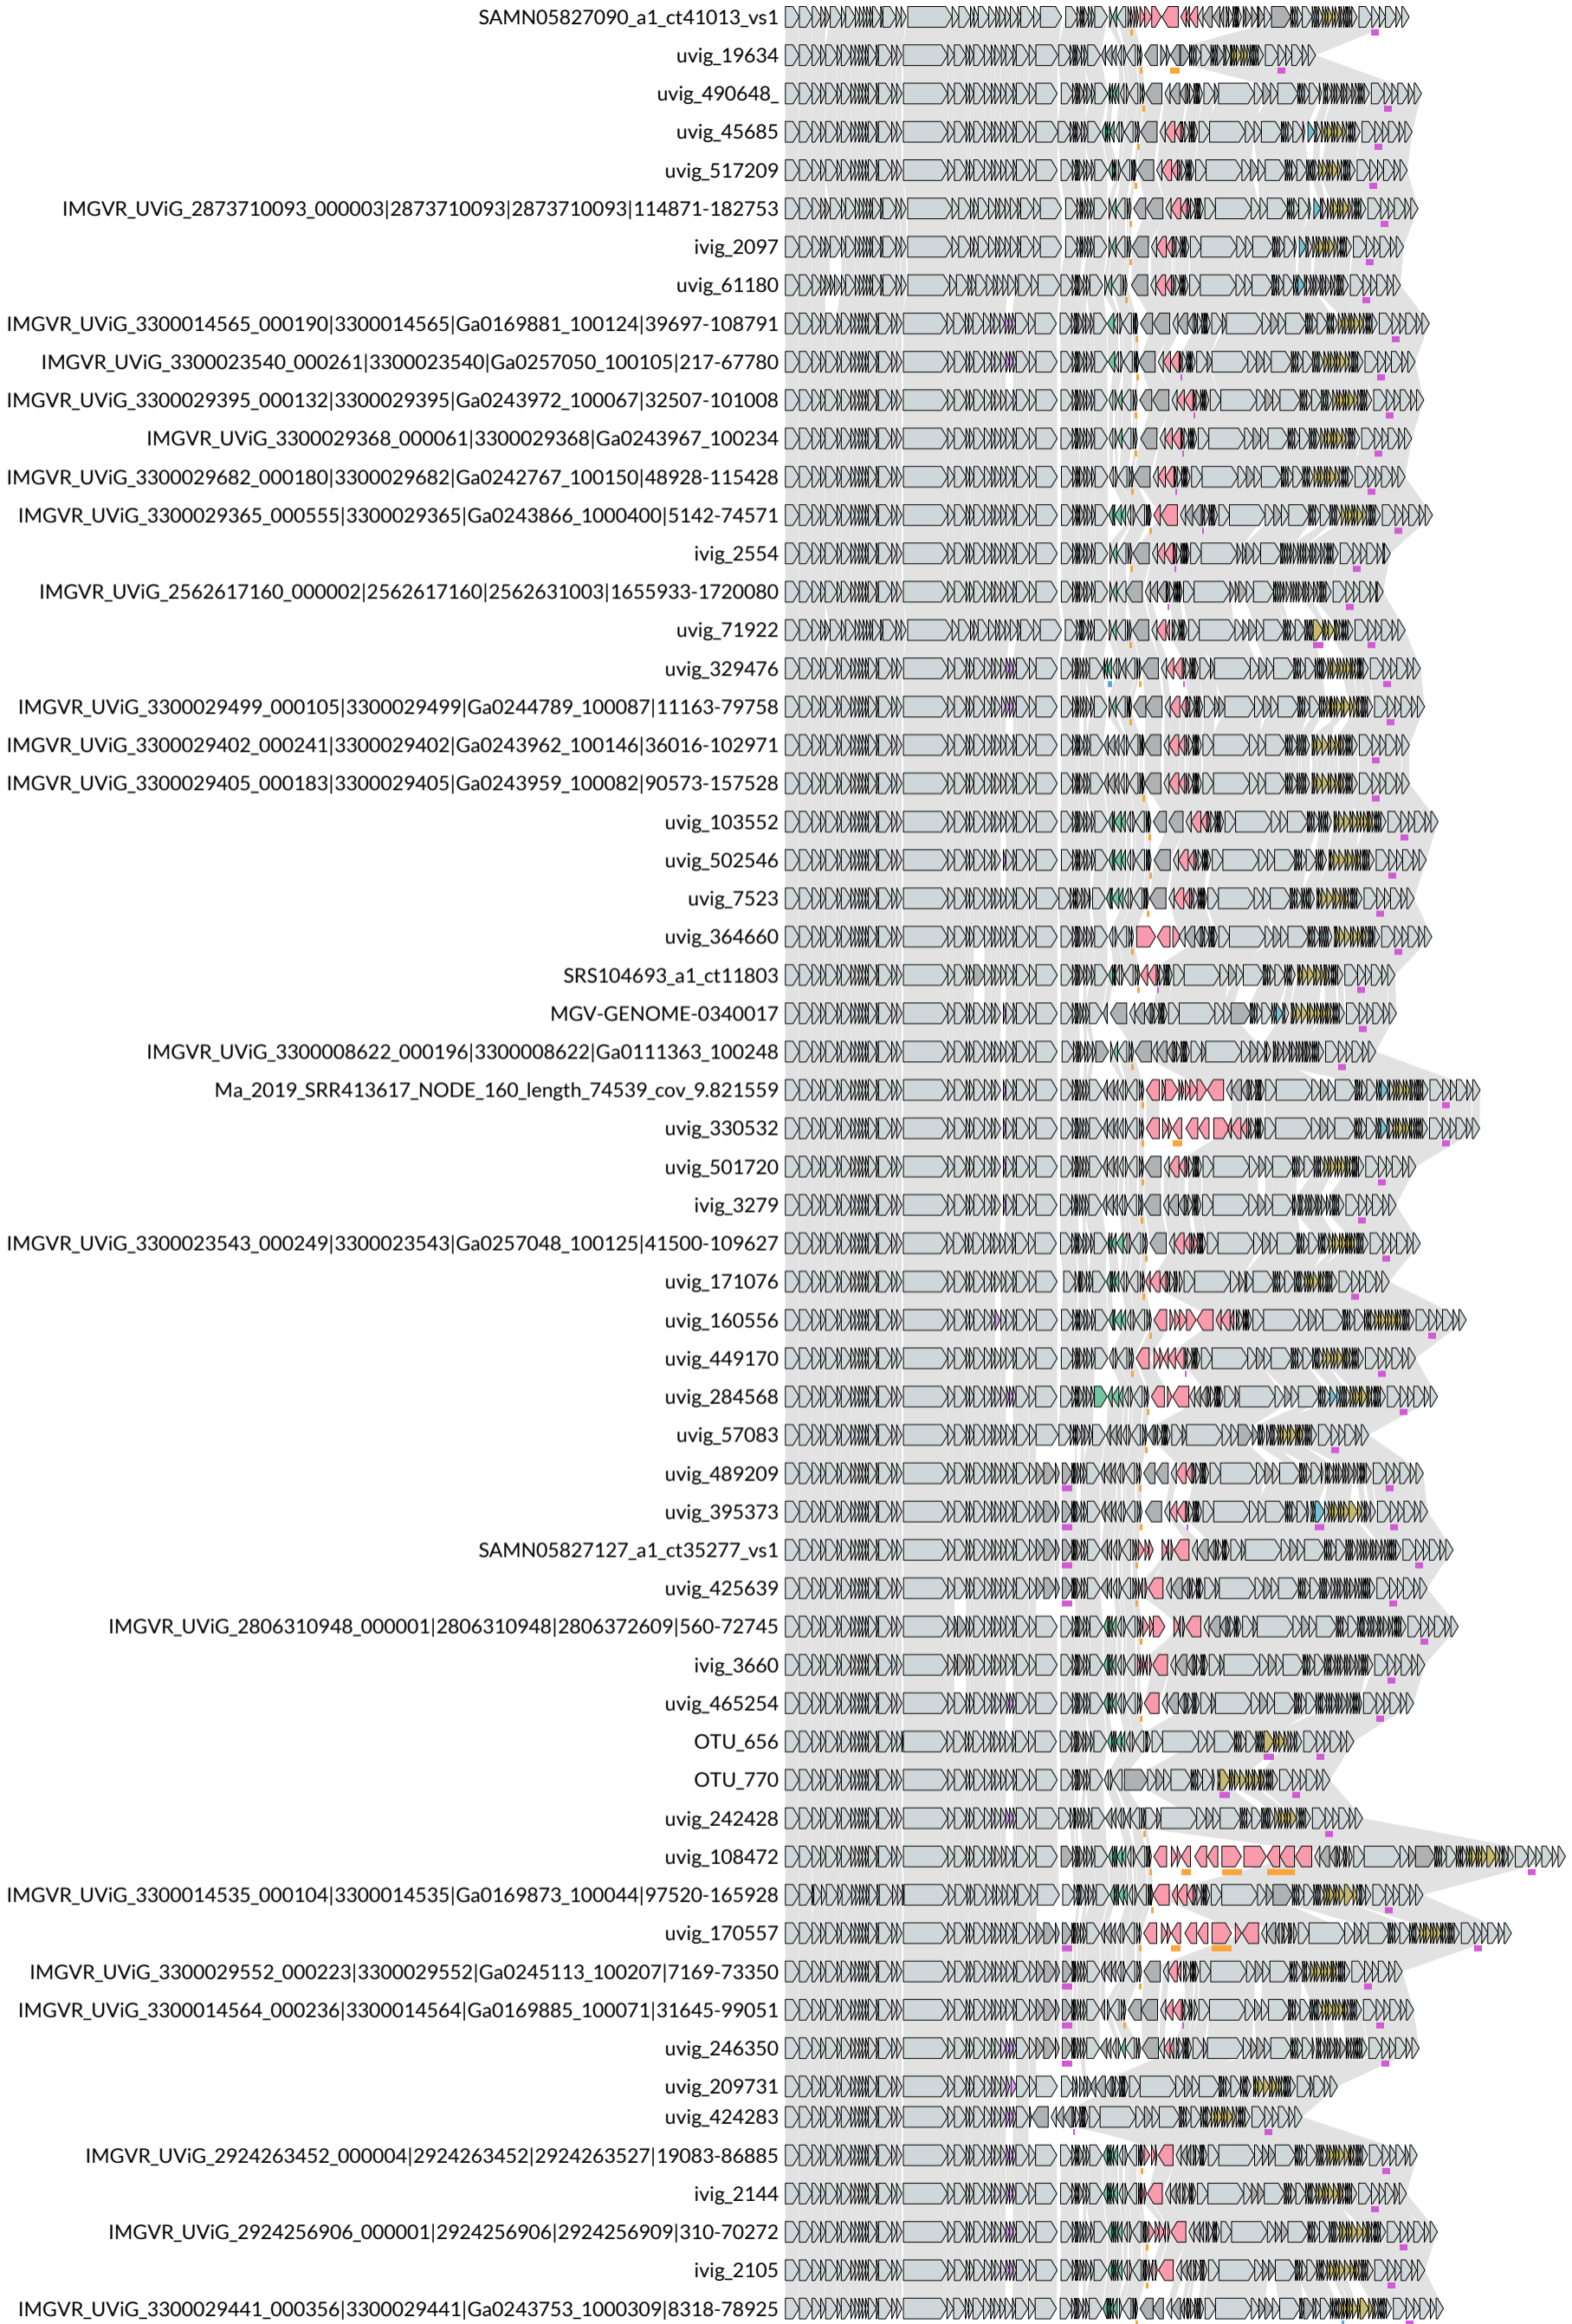 SAMN05827090_a1_ct41013_vs1
uvig_19634
uvig_490648_
uvig_45685
uvig_517209
IMGVR_UViG_2873710093_000003|2873710093|2873710093|114871-182753
ivig_2097
uvig_61180
IMGVR_UViG_3300014565_000190|3300014565|Ga0169881_100124|39697-108791
IMGVR_UViG_3300023540_000261|3300023540|Ga0257050_100105|217-67780
IMGVR_UViG_3300029395_000132|3300029395|Ga0243972_100067|32507-101008
IMGVR_UViG_3300029368_000061|3300029368|Ga0243967_100234
IMGVR_UViG_3300029682_000180|3300029682|Ga0242767_100150|48928-115428
IMGVR_UViG_3300029365_000555|3300029365|Ga0243866_1000400|5142-74571
ivig_2554
IMGVR_UViG_2562617160_000002|2562617160|2562631003|1655933-1720080
uvig_71922
uvig_329476
IMGVR_UViG_3300029499_000105|3300029499|Ga0244789_100087|11163-79758
IMGVR_UViG_3300029402_000241|3300029402|Ga0243962_100146|36016-102971
IMGVR_UViG_3300029405_000183|3300029405|Ga0243959_100082|90573-157528
uvig_103552
uvig_502546
uvig_7523
uvig_364660
SRS104693_a1_ct11803
MGV-GENOME-0340017
IMGVR_UViG_3300008622_000196|3300008622|Ga0111363_100248
Ma_2019_SRR413617_NODE_160_length_74539_cov_9.821559
uvig_330532
uvig_501720
ivig_3279
IMGVR_UViG_3300023543_000249|3300023543|Ga0257048_100125|41500-109627
uvig_171076
uvig_160556
uvig_449170
uvig_284568
uvig_57083
uvig_489209
uvig_395373
SAMN05827127_a1_ct35277_vs1
uvig_425639
IMGVR_UViG_2806310948_000001|2806310948|2806372609|560-72745
ivig_3660
uvig_465254
OTU_656
OTU_770
uvig_242428
uvig_108472
IMGVR_UViG_3300014535_000104|3300014535|Ga0169873_100044|97520-165928
uvig_170557
IMGVR_UViG_3300029552_000223|3300029552|Ga0245113_100207|7169-73350
IMGVR_UViG_3300014564_000236|3300014564|Ga0169885_100071|31645-99051
uvig_246350
uvig_209731
uvig_424283
IMGVR_UViG_2924263452_000004|2924263452|2924263527|19083-86885
ivig_2144
IMGVR_UViG_2924256906_000001|2924256906|2924256909|310-70272
ivig_2105
IMGVR_UViG_3300029441_000356|3300029441|Ga0243753_1000309|8318-78925